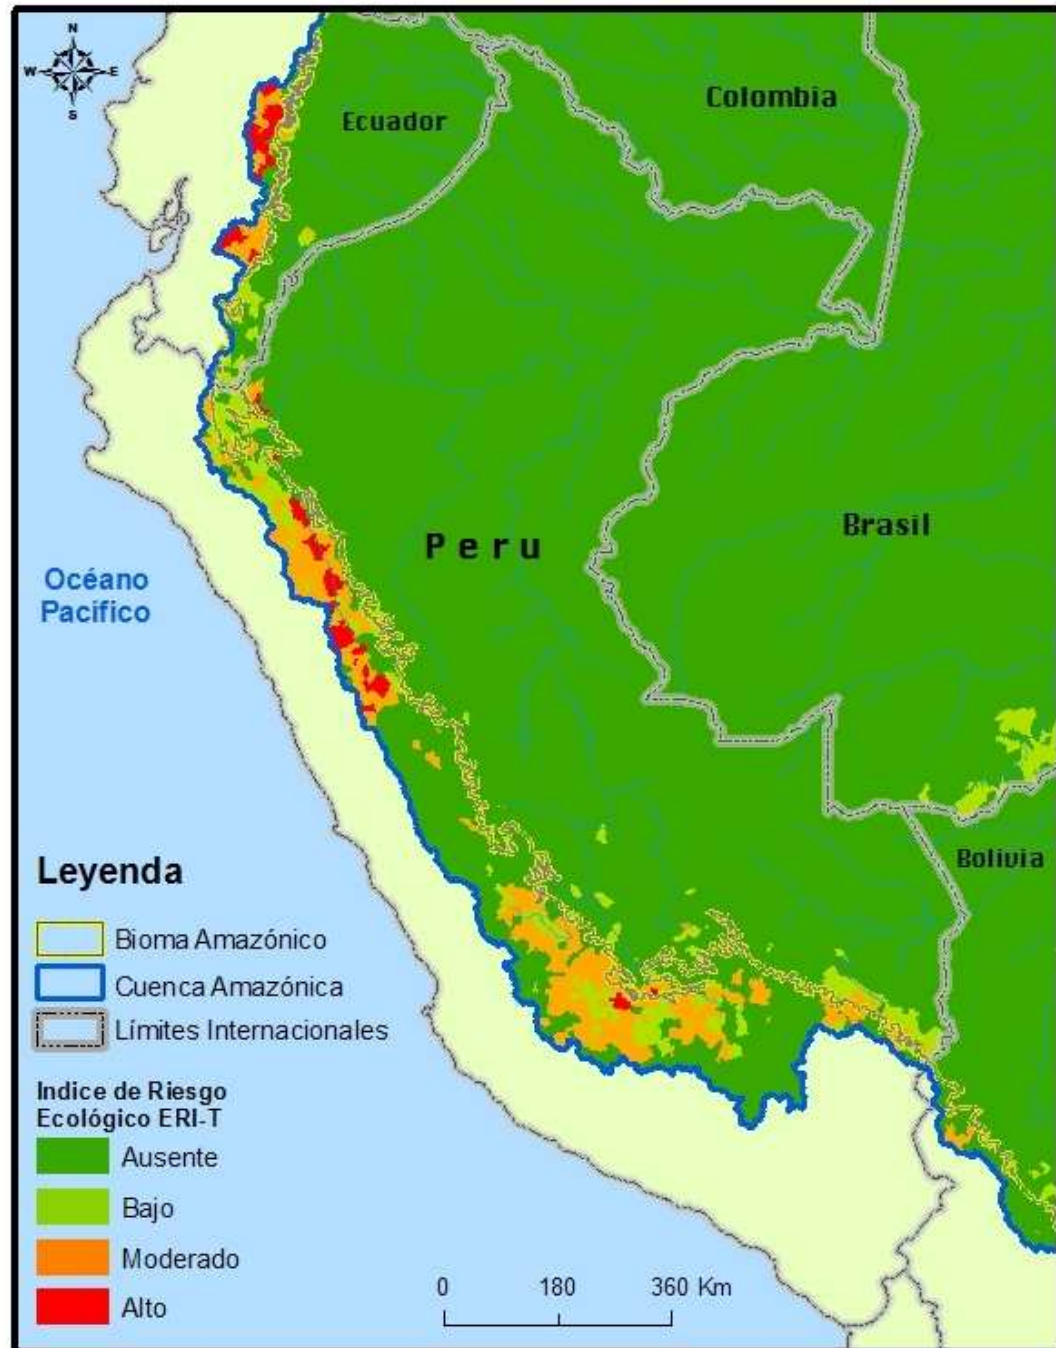 N
W E
S
Ecuador
Colombia
Peru
Brasil
Océano
Pacífico
Bolivia
Leyenda
Bioma Amazónico
Cuenca Amazónica
Límites Internacionales
Indice de Riesgo
Ecológico ERI-T
Ausente
Bajo
Moderado
Alto
0 180 360 Km